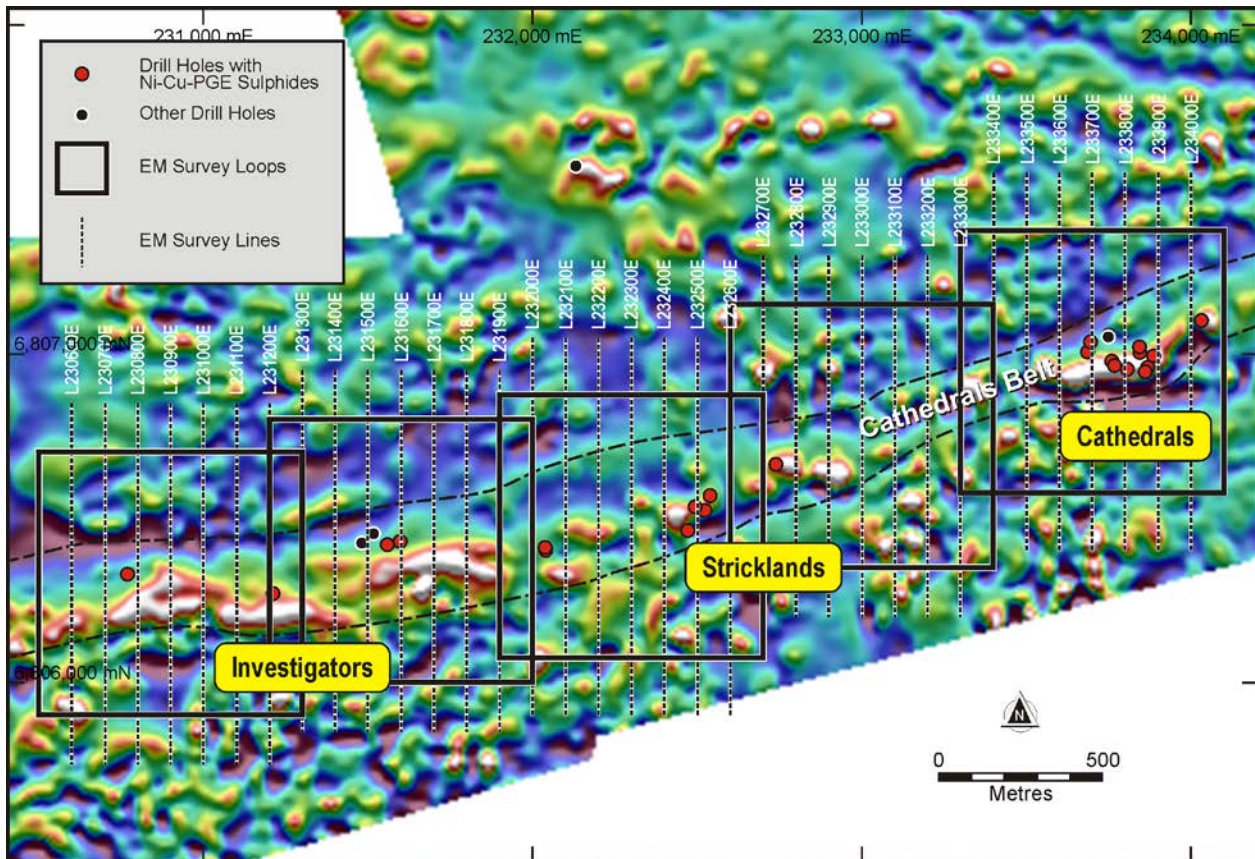 231,000 mE
232,000 mE
233,000 mE
234,000 mE
Drill Holes with
Ni-Cu-PGE Sulphides
Other Drill Holes
EM Survey Loops
EM Survey Lines
L233400E
L233500E
L233600E
L233700E
L233800E
L233900E
L234000E
L232700E
L232800E
L232900E
L233000E
L233100E
L233200E
L233300E
L232000E
L232100E
L232200E
L232300E
L232400E
L232500E
L232600E
L231300E
L231400E
L231500E
L231600E
L231700E
L231800E
L231900E
L230600E
L230700E
L230800E
L230900E
L231000E
L231100E
L231200E
6,807,000 mN
Cathedrals Belt
Cathedrals
Stricklands
Investigators
6,806,000 mN
N
0 500
Metres